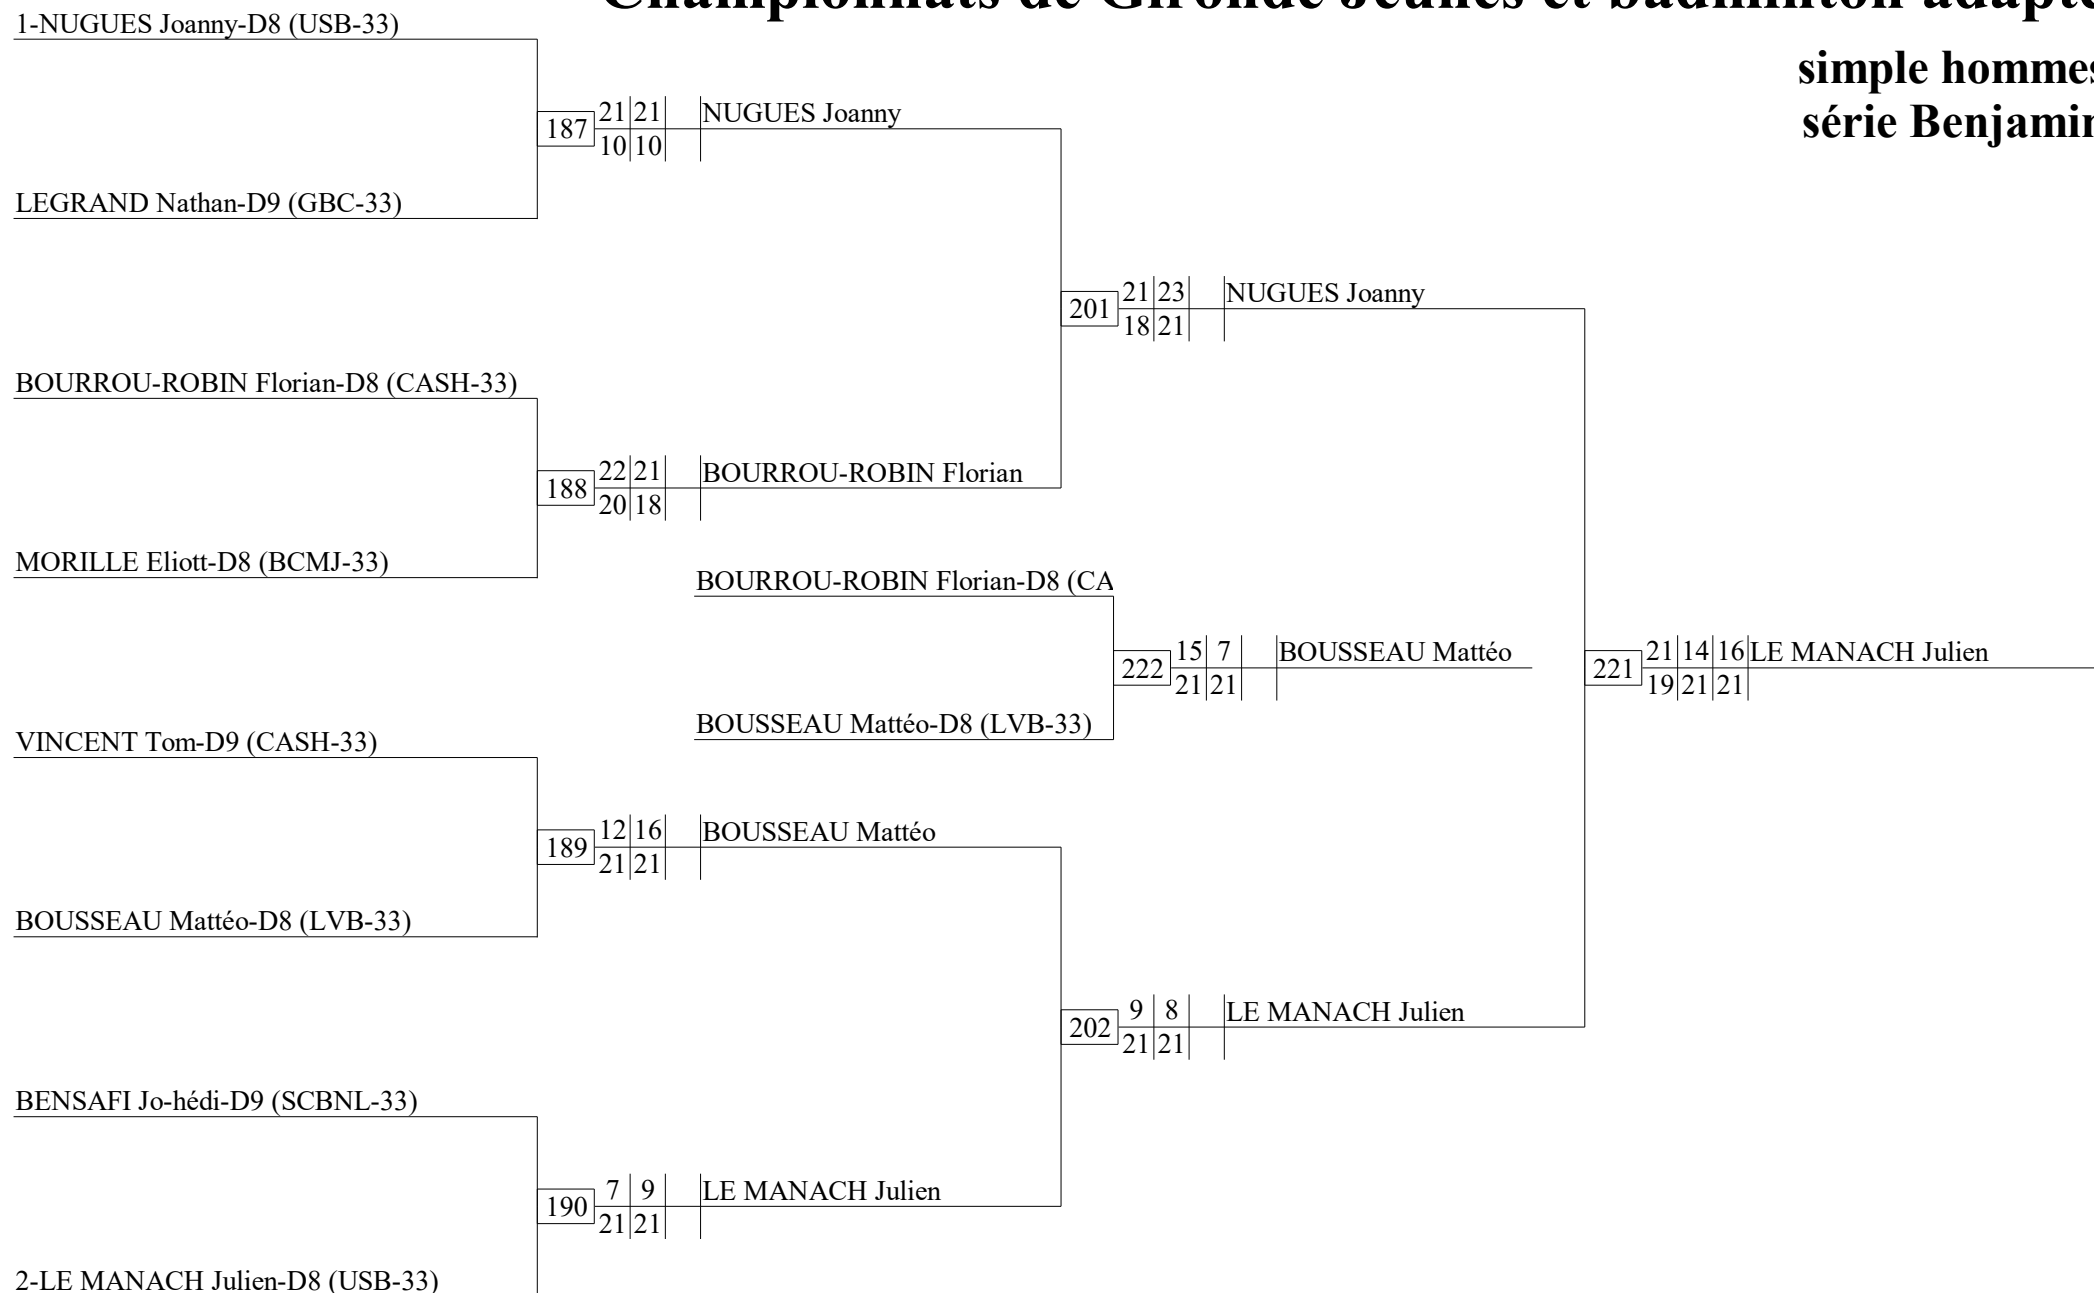 Championnats de Gironde Jeunes et badminton adapté
1-NUGUES Joanny-D8 (USB-33)
simple hommes
série Benjamin
187
21 21
10 10
NUGUES Joanny
LEGRAND Nathan-D9 (GBC-33)
201
21 23
18 21
NUGUES Joanny
BOURROU-ROBIN Florian-D8 (CASH-33)
188
22 21
20 18
BOURROU-ROBIN Florian
MORILLE Eliott-D8 (BCMJ-33)
BOURROU-ROBIN Florian-D8 (CA
222
15 7
21 21
BOUSSEAU Mattéo
221
21 14 16
19 21 21
LE MANACH Julien
BOUSSEAU Mattéo-D8 (LVB-33)
VINCENT Tom-D9 (CASH-33)
189
12 16
21 21
BOUSSEAU Mattéo
BOUSSEAU Mattéo-D8 (LVB-33)
202
9 8
21 21
LE MANACH Julien
BENSAFI Jo-hédi-D9 (SCBNL-33)
190
7 9
21 21
LE MANACH Julien
2-LE MANACH Julien-D8 (USB-33)